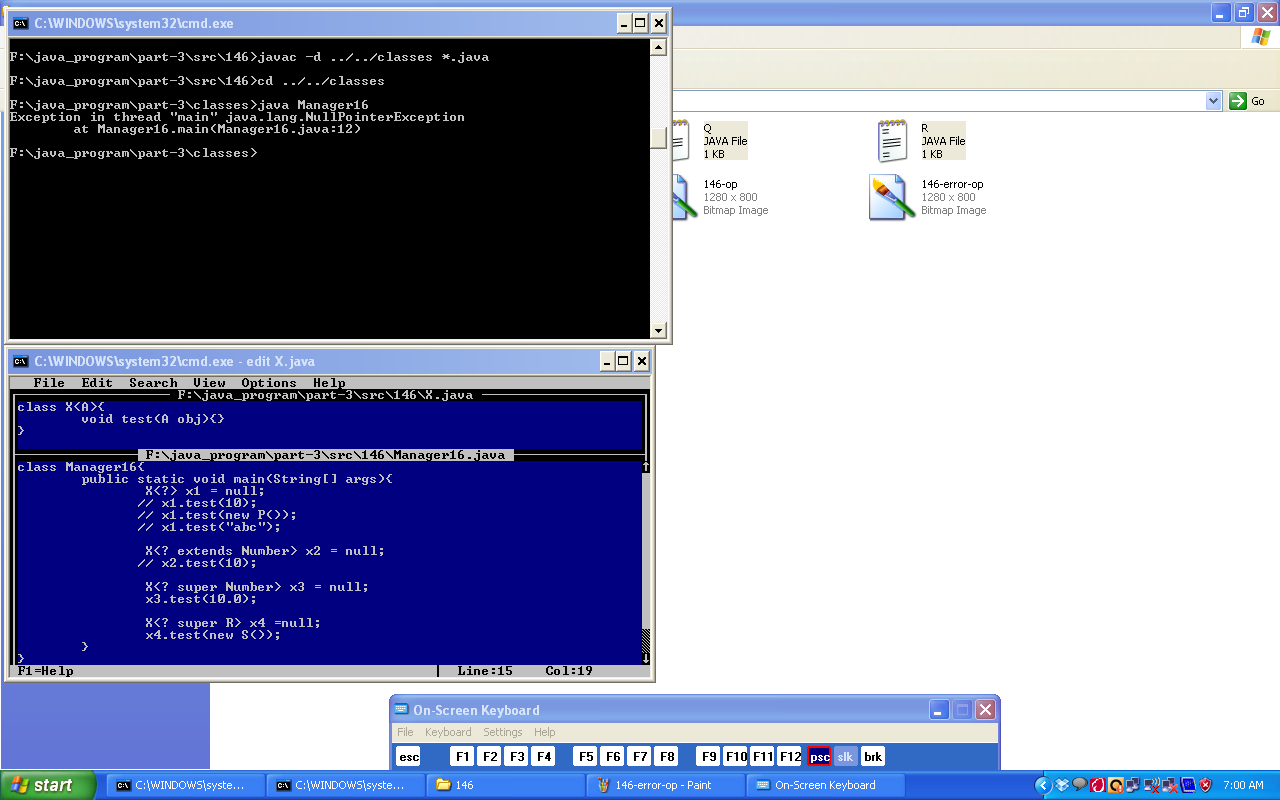 C:\WINDOWS\system32\cmd.exe
F:\java_program\part-3\src\146>javac -d ../../classes *.java
F:\java_program\part-3\src\146>cd ../../classes
F:\java_program\part-3\classes>java Manager16
Exception in thread "main" java.lang.NullPointerException
at Manager16.main(Manager16.java:12)
F:\java_program\part-3\classes>
Go
Q
JAVA File
1 KB
R
JAVA File
1 KB
146-op
1280 x 800
Bitmap Image
146-error-op
1280 x 800
Bitmap Image
C:\WINDOWS\system32\cmd.exe - edit X.java
File Edit Search View Options Help
F:\java_program\part-3\src\146\X.java
class X<A>{
void test(A obj){}
}
F:\java_program\part-3\src\146\Manager16.java
class Manager16{
public static void main(String[] args){
X<?> x1 = null;
// x1.test(10);
// x1.test(new P());
// x1.test("abc");
X<? extends Number> x2 = null;
// x2.test(10);
X<? super Number> x3 = null;
x3.test(10.0);
X<? super R> x4 =null;
x4.test(new S());
}
}
F1=Help Line:15 Col:19
On-Screen Keyboard
File Keyboard Settings Help
esc F1 F2 F3 F4 F5 F6 F7 F8 F9 F10 F11 F12 psc slk brk
start C:\WINDOWS\syste... C:\WINDOWS\syste... 146 146-error-op - Paint On-Screen Keyboard 7:00 AM